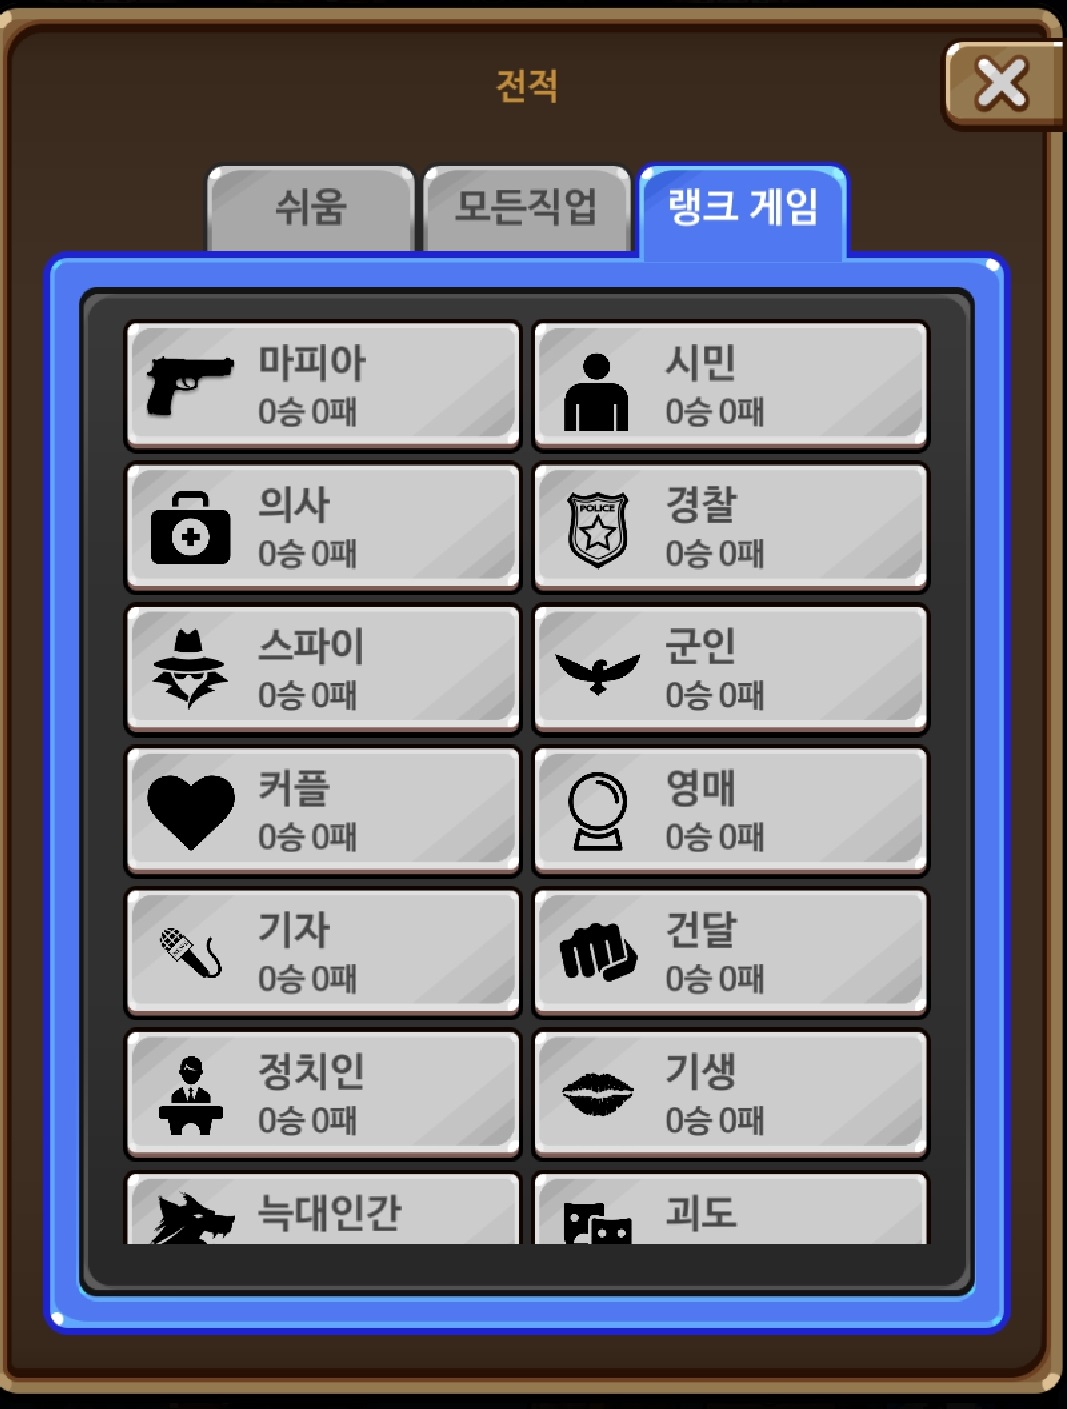 전적
쉬움
모든직업
랭크 게임
마피아
0승 0패
시민
0승 0패
의사
0승 0패
POLICE
경찰
0승 0패
스파이
0승 0패
군인
0승 0패
커플
0승 0패
영매
0승 0패
기자
0승 0패
건달
0승 0패
정치인
0승 0패
기생
0승 0패
늑대인간
괴도